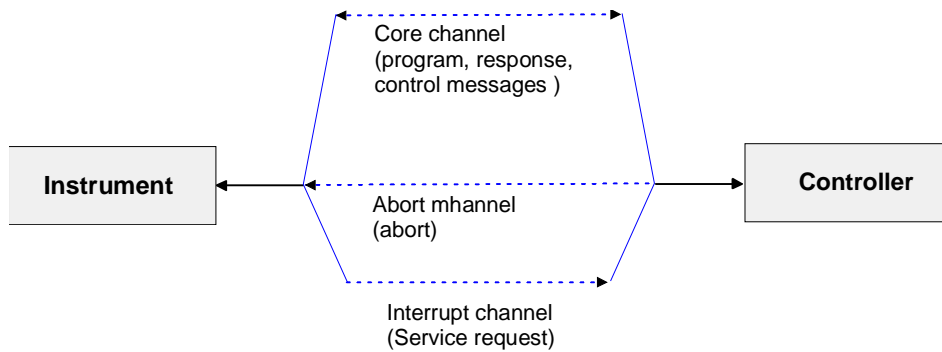 Core channel
(program, response,
control messages )
Instrument
Controller
Abort mhannel
(abort)
Interrupt channel
(Service request)